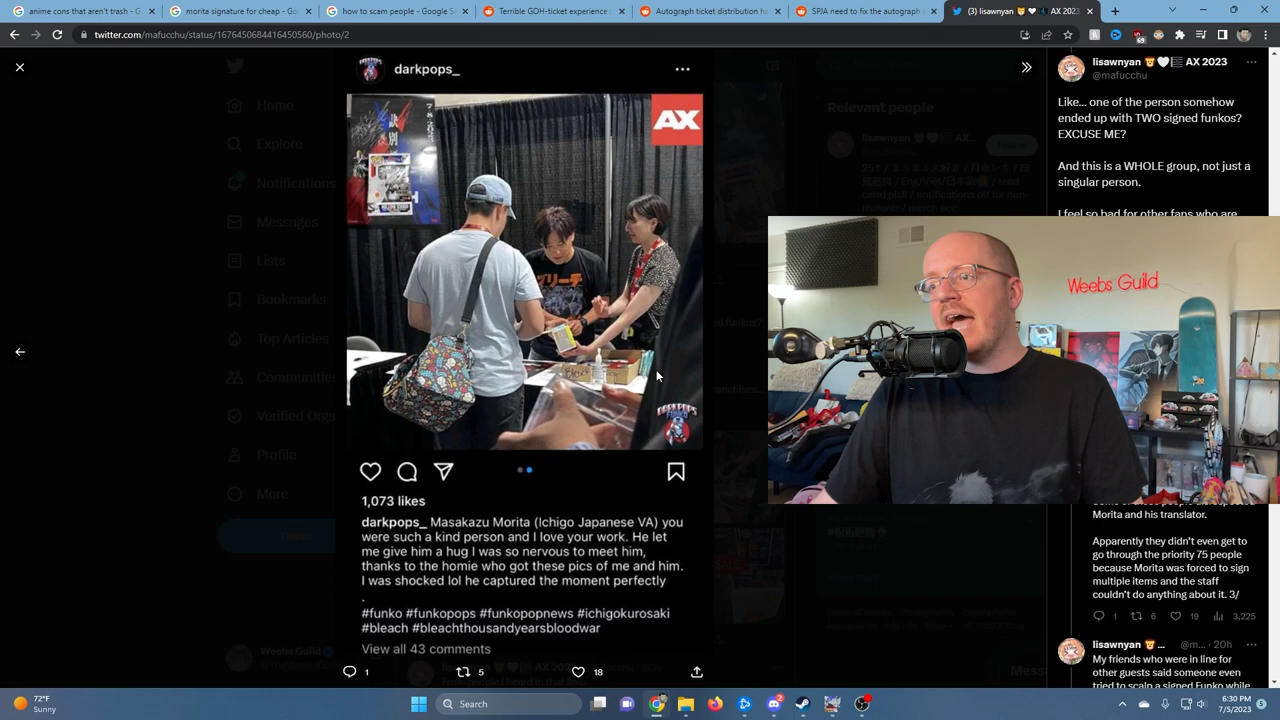 anime cons that aren't trash - G
morita signature for cheap - Goo
how to scam people - Google Se
Terrible GOH-ticket experience :
Autograph ticket distribution he
SPJA need to fix the autograph
(3) lisawnyan AX 2023
twitter.com/mafucchu/status/1676450684416450560/photo/2
69
darkpops_
AX
Home
Explore
Notifications
Messages
Lists
Bookmarks
Top Articles
Communities
Verified Orgs
Profile
More
Weebs Guild
Relevant people
1,073 likes
darkpops_ Masakazu Morita (Ichigo Japanese VA) you
were such a kind person and I love your work. He let
me give him a hug I was so nervous to meet him,
thanks to the homie who got these pics of me and him.
I was shocked lol he captured the moment perfectly
.
#funko #funkopops #funkopopnews #ichigokurosaki
#bleach #bleachthousandyearsbloodwar
View all 43 comments
1
5
18
DARKPOPS
lisawnyan AX 2023
@mafucchu
Like... one of the person somehow
ended up with TWO signed funkos?
EXCUSE ME?
And this is a WHOLE group, not just a
singular person.
I feel so bad for other fans who are
Weebs Guild
Morita and his translator.
Apparently they didn't even get to
go through the priority 75 people
because Morita was forced to sign
multiple items and the staff
couldn't do anything about it. 3/
1
6
19
3,225
lisawnyan ... @m... · 20h
My friends who were in line for
other guests said someone even
tried to scalp a signed Funko while
72°F
Sunny
Search
6:30 PM
7/5/2023